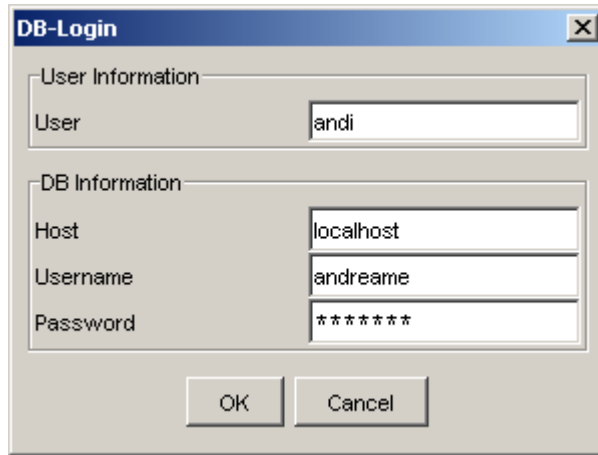 DB-Login
User Information
User andi
DB Information
Host localhost
Username andreame
Password *******
OK Cancel